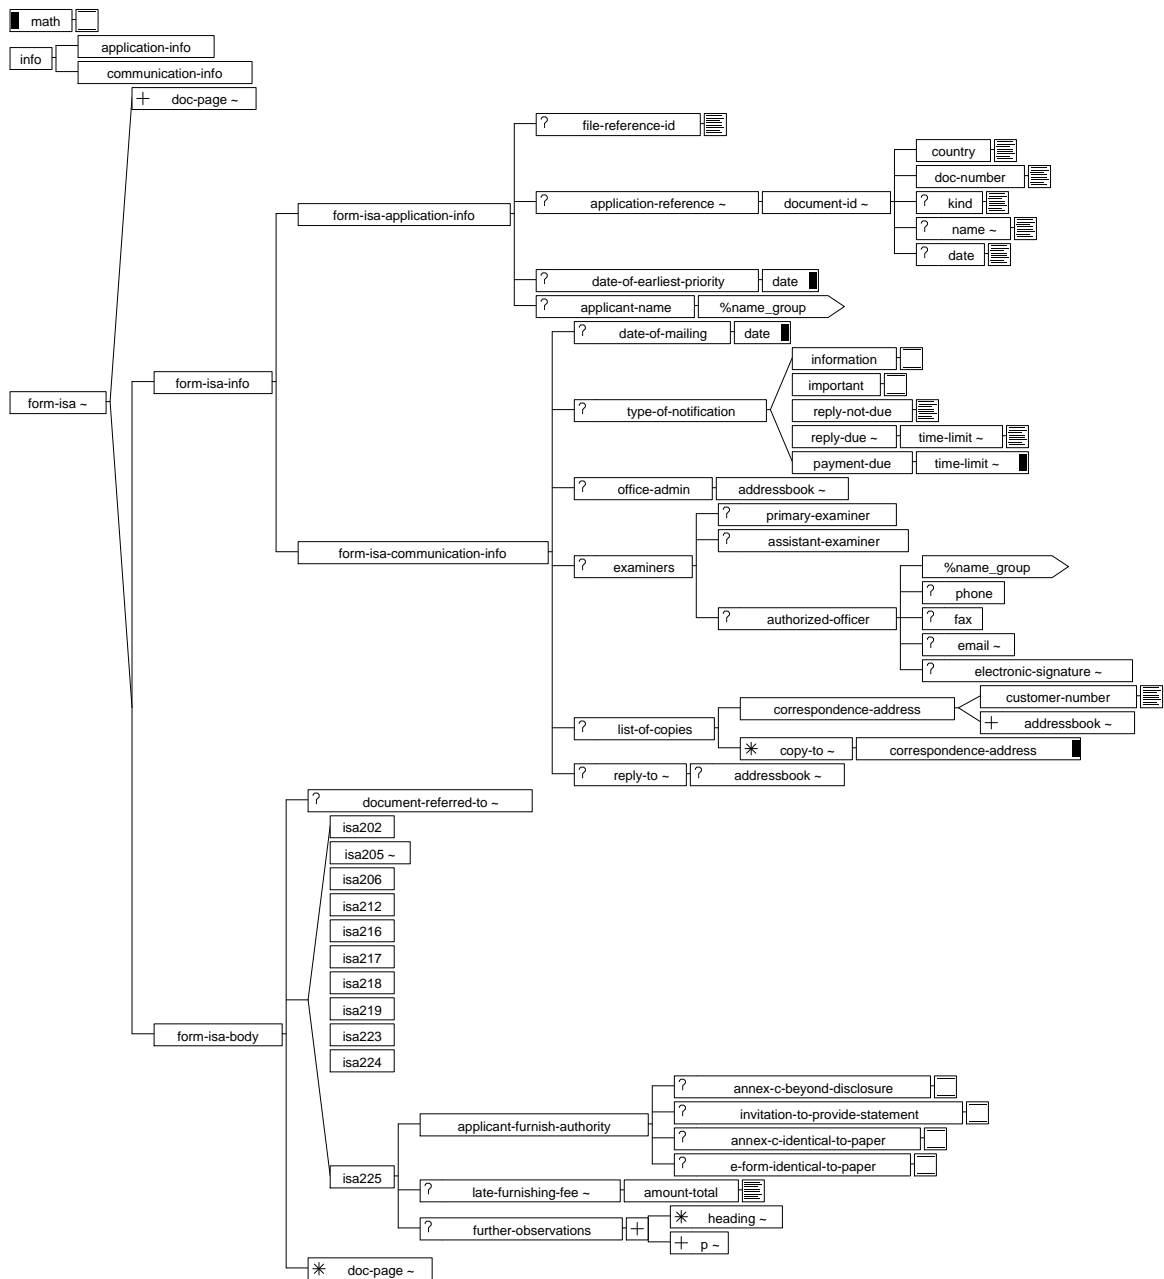 math
info
application-info
communication-info
+ doc-page ~
? file-reference-id
country
doc-number
form-isa-application-info
? application-reference ~
document-id ~
? kind
? name ~
? date
? date-of-earliest-priority
date
? applicant-name
%name_group
? date-of-mailing
date
information
form-isa ~
form-isa-info
important
? type-of-notification
reply-not-due
reply-due ~
time-limit ~
payment-due
time-limit ~
? office-admin
addressbook ~
? primary-examiner
? assistant-examiner
form-isa-communication-info
? examiners
%name_group
? phone
? authorized-officer
? fax
? email ~
? electronic-signature ~
correspondence-address
customer-number
+ addressbook ~
? list-of-copies
* copy-to ~
correspondence-address
? reply-to ~
? addressbook ~
? document-referred-to ~
isa202
isa205 ~
isa206
isa212
isa216
isa217
isa218
isa219
form-isa-body
isa223
isa224
? annex-c-beyond-disclosure
applicant-furnish-authority
? invitation-to-provide-statement
? annex-c-identical-to-paper
? e-form-identical-to-paper
isa225
? late-furnishing-fee ~
amount-total
? further-observations
+
* heading ~
+ p ~
* doc-page ~